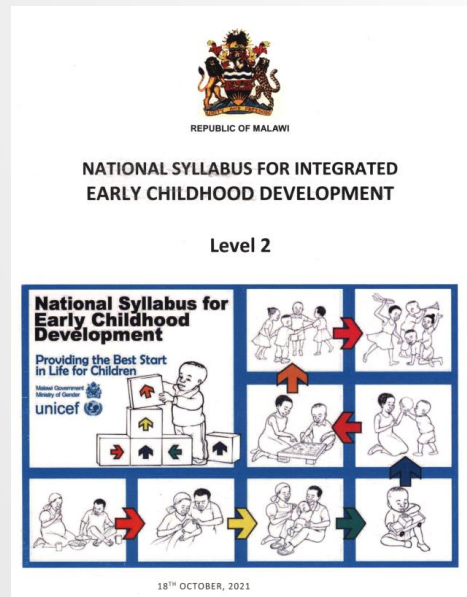 REPUBLIC OF MALAWI
NATIONAL SYLLABUS FOR INTEGRATED
EARLY CHILDHOOD DEVELOPMENT
Level 2
National Syllabus for
Early Childhood
Development
Providing the Best Start
in Life for Children
Malawi Government
Ministry of Gender
unicef
18TH OCTOBER, 2021